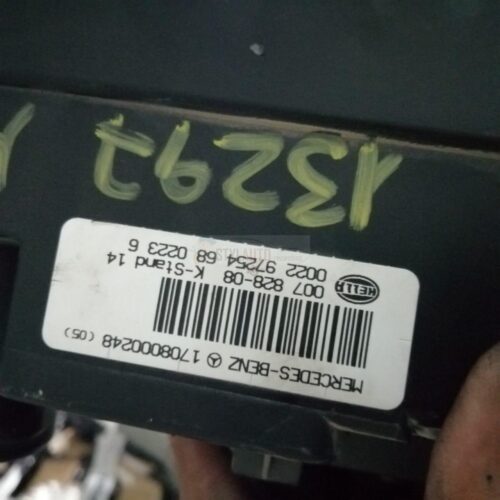 MERCEDES-BENZ 1708000248 (05)
HELLA
007 828-08 K-Stand 14
0022 97254 68 0223 6
13297